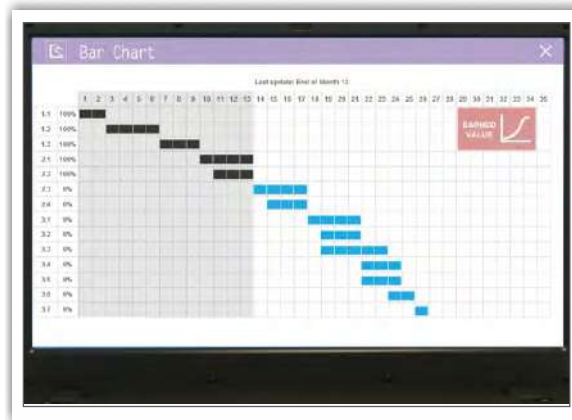 Bar Chart
Last update: End of Month 13
1 2 3 4 5 6 7 8 9 10 11 12 13 14 15 16 17 18 19 20 21 22 23 24 25 26 27 28 29 30 31 32 33 34 35
1.1 100%
1.2 100%
1.3 100%
2.1 100%
2.2 100%
2.3 0%
2.4 0%
3.1 0%
3.2 0%
3.3 0%
3.4 0%
3.5 0%
3.6 0%
3.7 0%
EARNED
VALUE